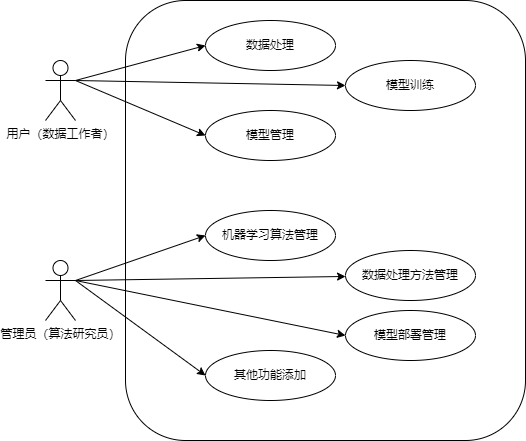 数据处理
模型训练
用户（数据工作者）
模型管理
机器学习算法管理
数据处理方法管理
管理员（算法研究员）
模型部署管理
其他功能添加